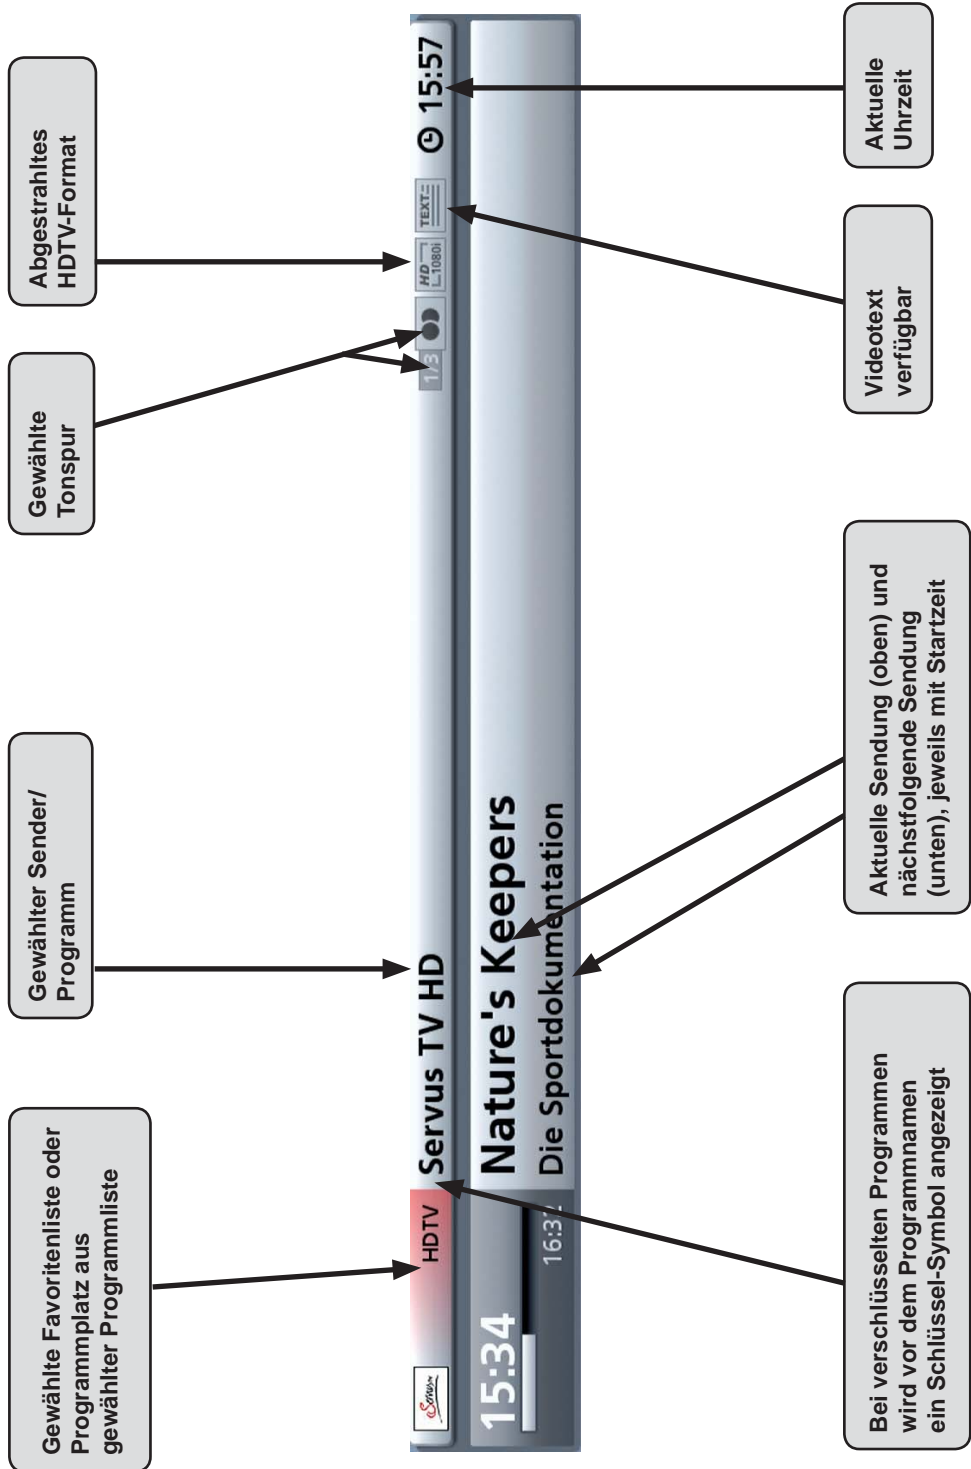 Gewählte Favoritenliste oder
Programmplatz aus
gewählter Programmliste
Gewählter Sender/
Programm
Gewählte
Tonspur
Abgestrahltes
HDTV-Format
Servus
HDTV
Servus TV HD
1/3
HD
1080i
TEXT
15:57
15:34
Nature's Keepers
16:32
Die Sportdokumentation
Bei verschlüsselten Programmen
wird vor dem Programmnamen
ein Schlüssel-Symbol angezeigt
Aktuelle Sendung (oben) und
nächstfolgende Sendung
(unten), jeweils mit Startzeit
Videotext
verfügbar
Aktuelle
Uhrzeit